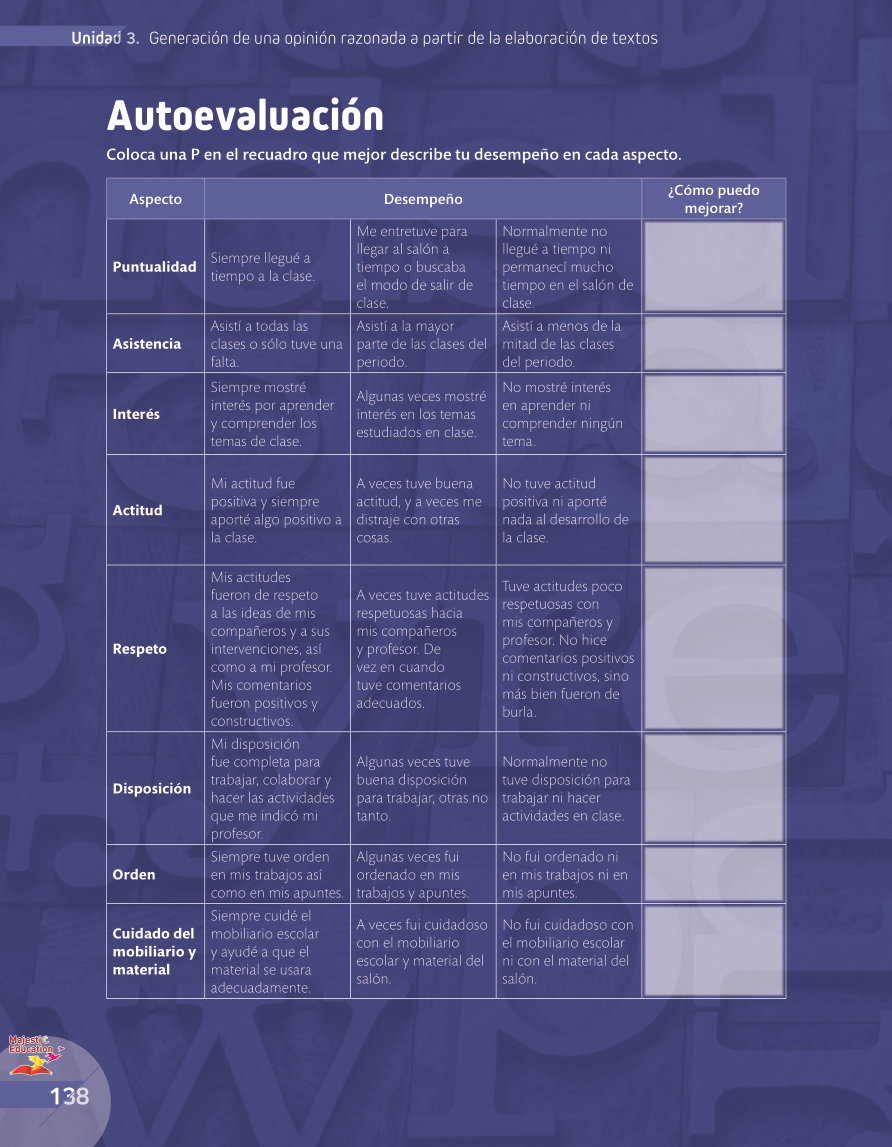 Unidad 3. Generación de una opinión razonada a partir de la elaboración de textos
Autoevaluación
Coloca una P en el recuadro que mejor describe tu desempeño en cada aspecto.
Aspecto
Desempeño
¿Cómo puedo
mejorar?
Puntualidad
Siempre llegué a
tiempo a la clase.
Me entretuve para
llegar al salón a
tiempo o buscaba
el modo de salir de
clase.
Normalmente no
llegué a tiempo ni
permanecí mucho
tiempo en el salón de
clase.
Asistencia
Asistí a todas las
clases o sólo tuve una
falta.
Asistí a la mayor
parte de las clases del
periodo.
Asistí a menos de la
mitad de las clases
del periodo.
Interés
Siempre mostré
interés por aprender
y comprender los
temas de clase.
Algunas veces mostré
interés en los temas
estudiados en clase.
No mostré interés
en aprender ni
comprender ningún
tema.
Actitud
Mi actitud fue
positiva y siempre
aporté algo positivo a
la clase.
A veces tuve buena
actitud, y a veces me
distraje con otras
cosas.
No tuve actitud
positiva ni aporté
nada al desarrollo de
la clase.
Respeto
Mis actitudes
fueron de respeto
a las ideas de mis
compañeros y a sus
intervenciones, así
como a mi profesor.
Mis comentarios
fueron positivos y
constructivos.
A veces tuve actitudes
respetuosas hacia
mis compañeros
y profesor. De
vez en cuando
tuve comentarios
adecuados.
Tuve actitudes poco
respetuosas con
mis compañeros y
profesor. No hice
comentarios positivos
ni constructivos, sino
más bien fueron de
burla.
Disposición
Mi disposición
fue completa para
trabajar, colaborar y
hacer las actividades
que me indicó mi
profesor.
Algunas veces tuve
buena disposición
para trabajar, otras no
tanto.
Normalmente no
tuve disposición para
trabajar ni hacer
actividades en clase.
Orden
Siempre tuve orden
en mis trabajos así
como en mis apuntes.
Algunas veces fui
ordenado en mis
trabajos y apuntes.
No fui ordenado ni
en mis trabajos ni en
mis apuntes.
Cuidado del
mobiliario y
material
Siempre cuidé el
mobiliario escolar
y ayudé a que el
material se usara
adecuadamente.
A veces fui cuidadoso
con el mobiliario
escolar y material del
salón.
No fui cuidadoso con
el mobiliario escolar
ni con el material del
salón.
Majestic
Education
138